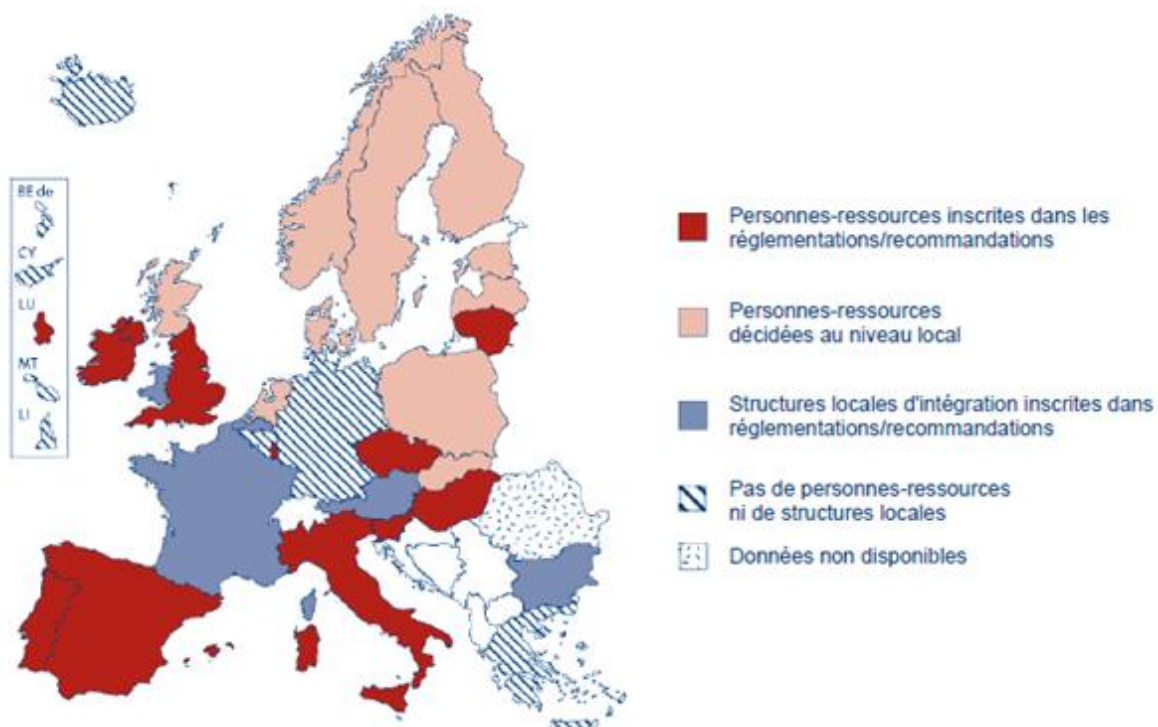 BE de
CY
LU
MT
LI
Personnes-ressources inscrites dans les
réglementations/recommandations
Personnes-ressources
décidées au niveau local
Structures locales d'intégration inscrites dans
réglementations/recommandations
Pas de personnes-ressources
ni de structures locales
Données non disponibles